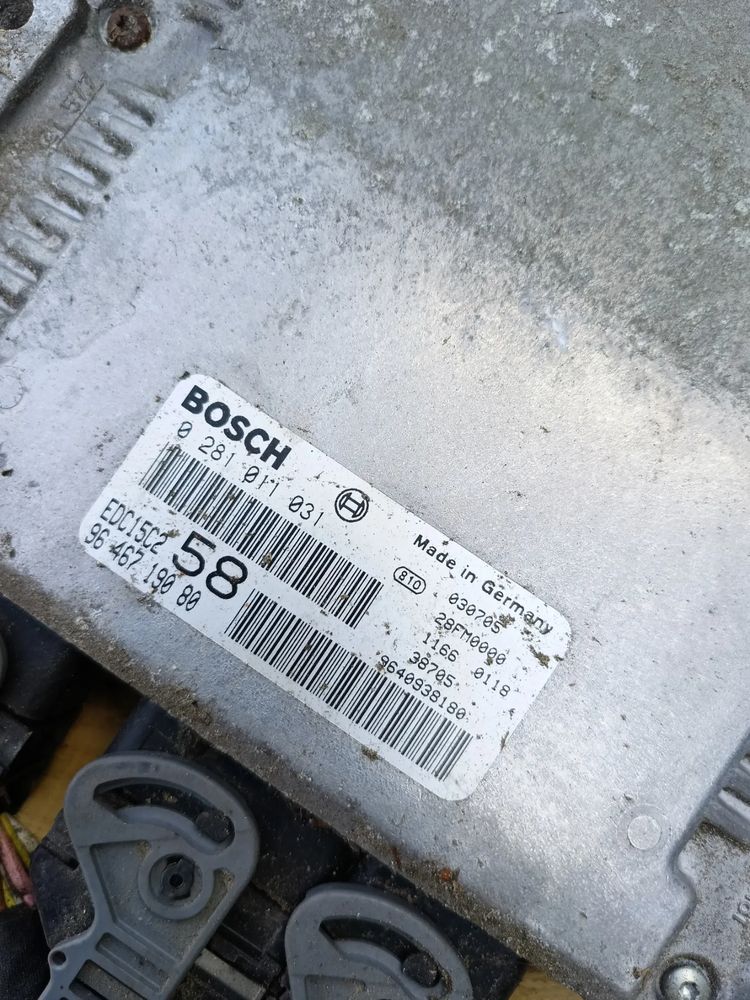 BOSCH
0 281 011 031
EDC15C2
58
96 467 190 80
Made in Germany
810
030705
28FM0000
1166 0118
38705
9640938180